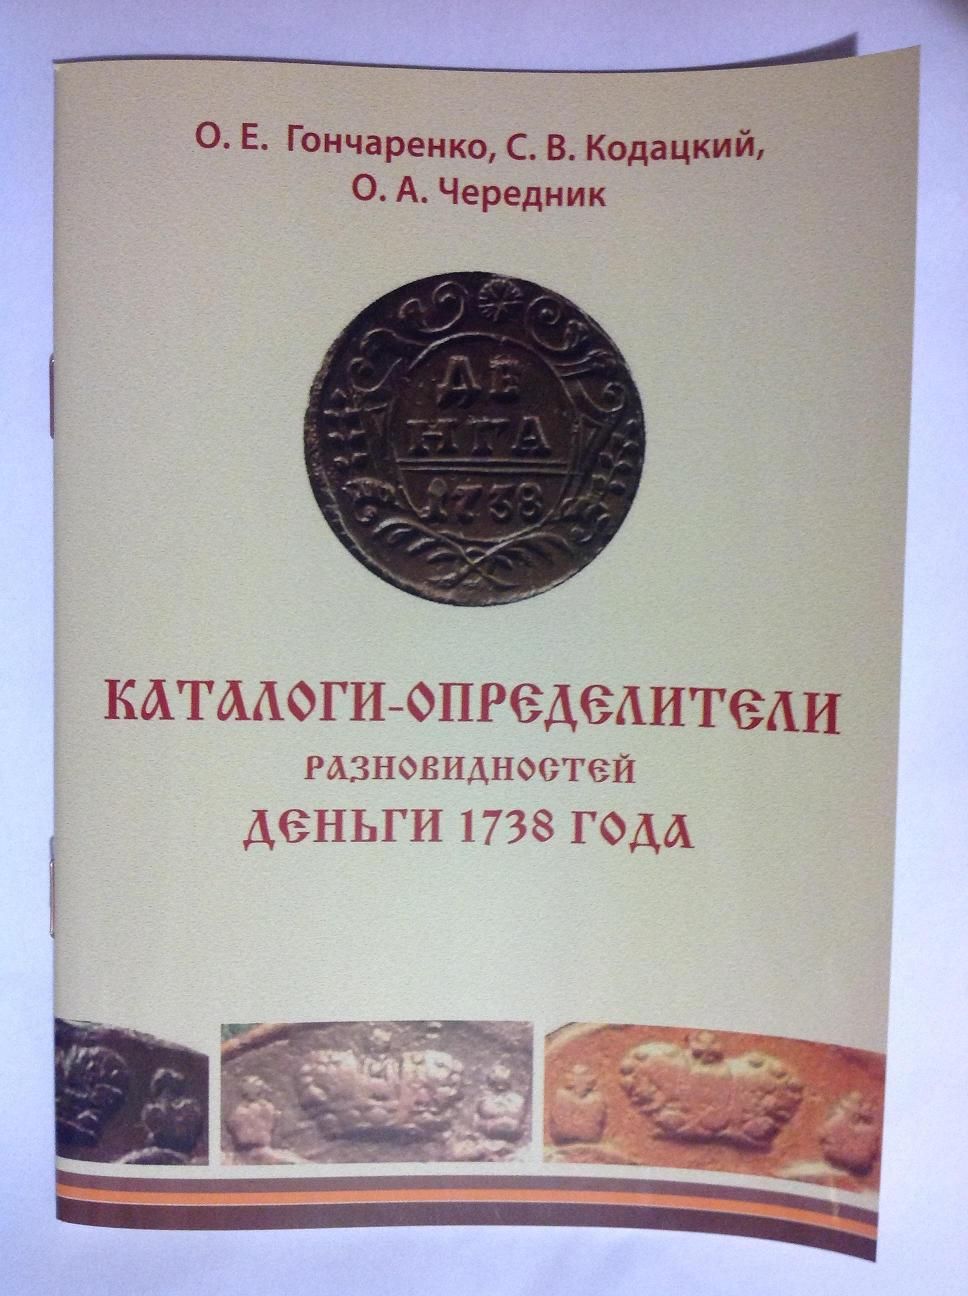 О. Е. Гончаренко, С. В. Кодацкий,
О. А. Чередник
ДЕ
НГА
1738
КАТАЛОГИ-ОПРЕДЕЛИТЕЛИ
РАЗНОВИДНОСТЕЙ
ДЕНЬГИ 1738 ГОДА